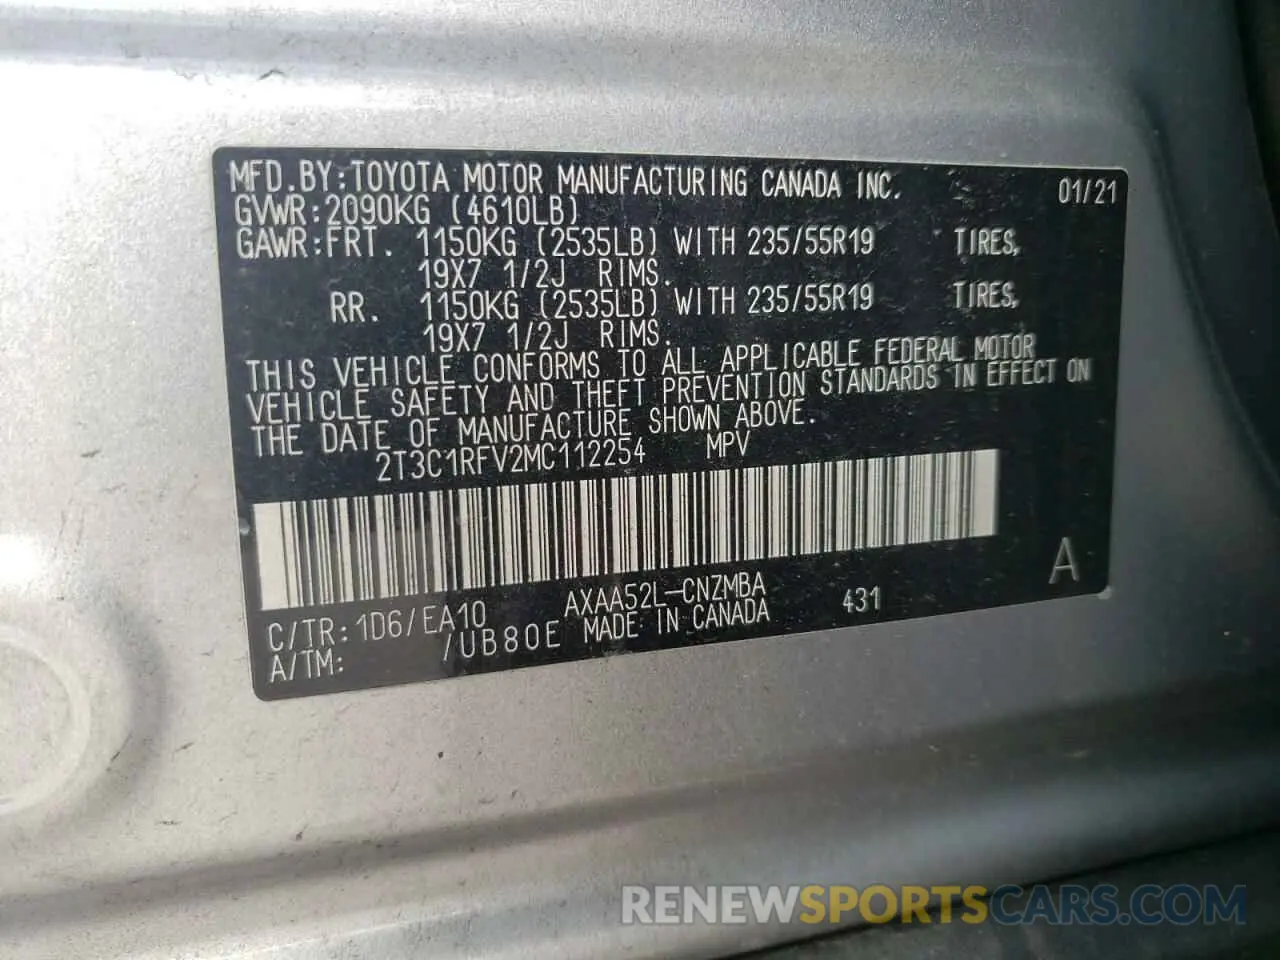 MFD.BY:TOYOTA MOTOR MANUFACTURING CANADA INC. 01/21
GVWR:2090KG (4610LB)
GAWR:FRT. 1150KG (2535LB) WITH 235/55R19 TIRES,
19X7 1/2J RIMS.
RR. 1150KG (2535LB) WITH 235/55R19 TIRES,
19X7 1/2J RIMS.
THIS VEHICLE CONFORMS TO ALL APPLICABLE FEDERAL MOTOR
VEHICLE SAFETY AND THEFT PREVENTION STANDARDS IN EFFECT ON
THE DATE OF MANUFACTURE SHOWN ABOVE.
2T3C1RFV2MC112254 MPV
A
C/TR:1D6/EA10 AXAA52L-CNZMBA 431
A/TM: /UB80E MADE IN CANADA
RENEWSPORTSCARS.COM